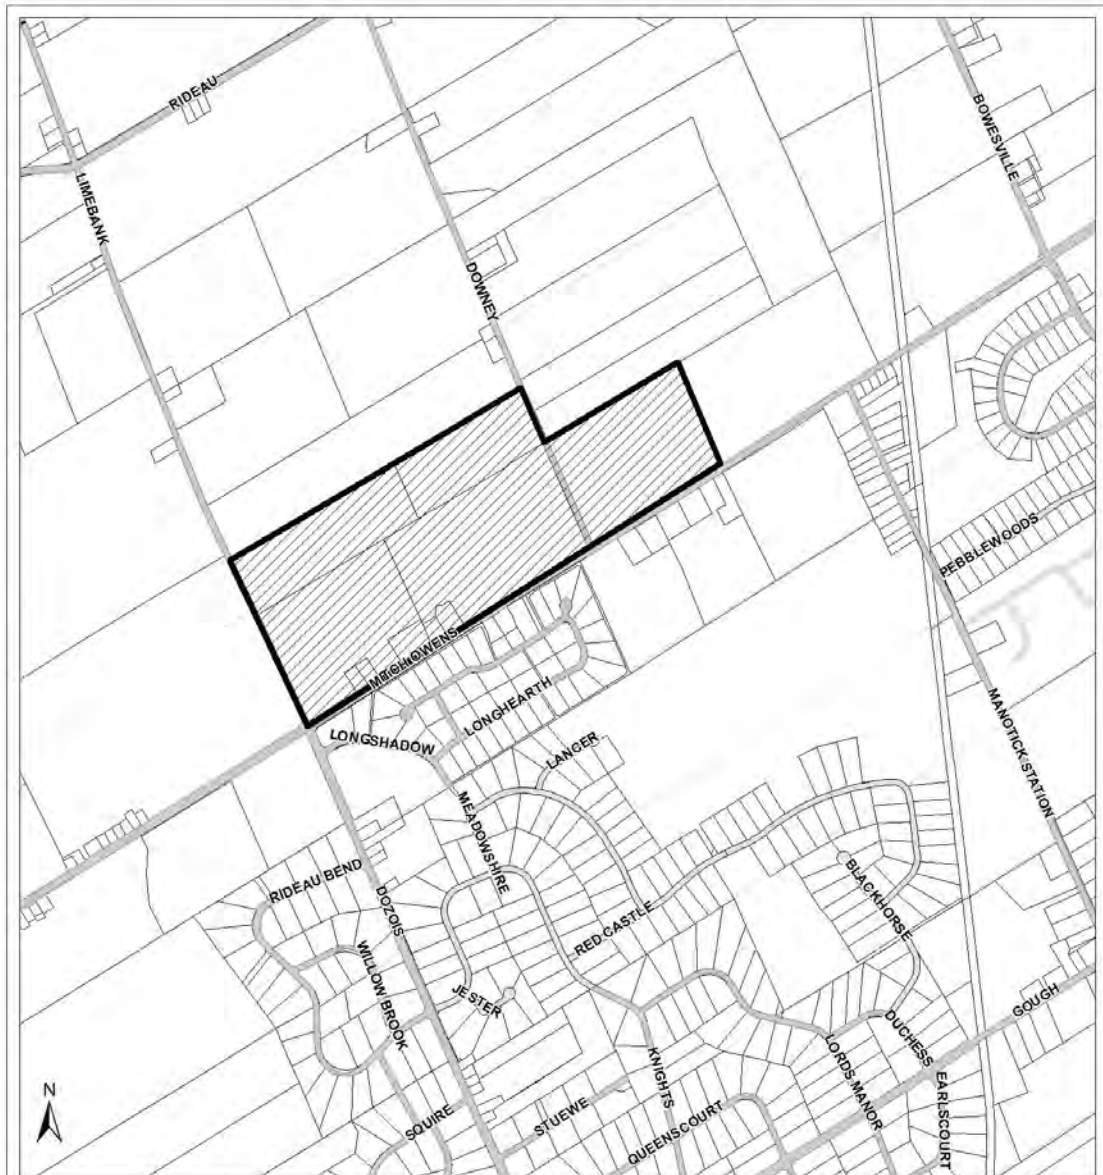 RIDEAU
BOWESVILLE
LIMEBANK
DOWNEY
PEBBLEWOODS
MITCH OWENS
LONGHEARTH
LONGSHADOW
LANCER
MANOTICK STATION
MEADOWSHIRE
RIDEAU BEND
DOZOIS
BLACKHORSE
RED CASTLE
WILLOW BROOK
JESTER
GOUGH
DUCHESS
LORDS MANOR
KNIGHTS
EARLSCOURT
N
SQUIRE
STUEWE
QUEENSCOURT